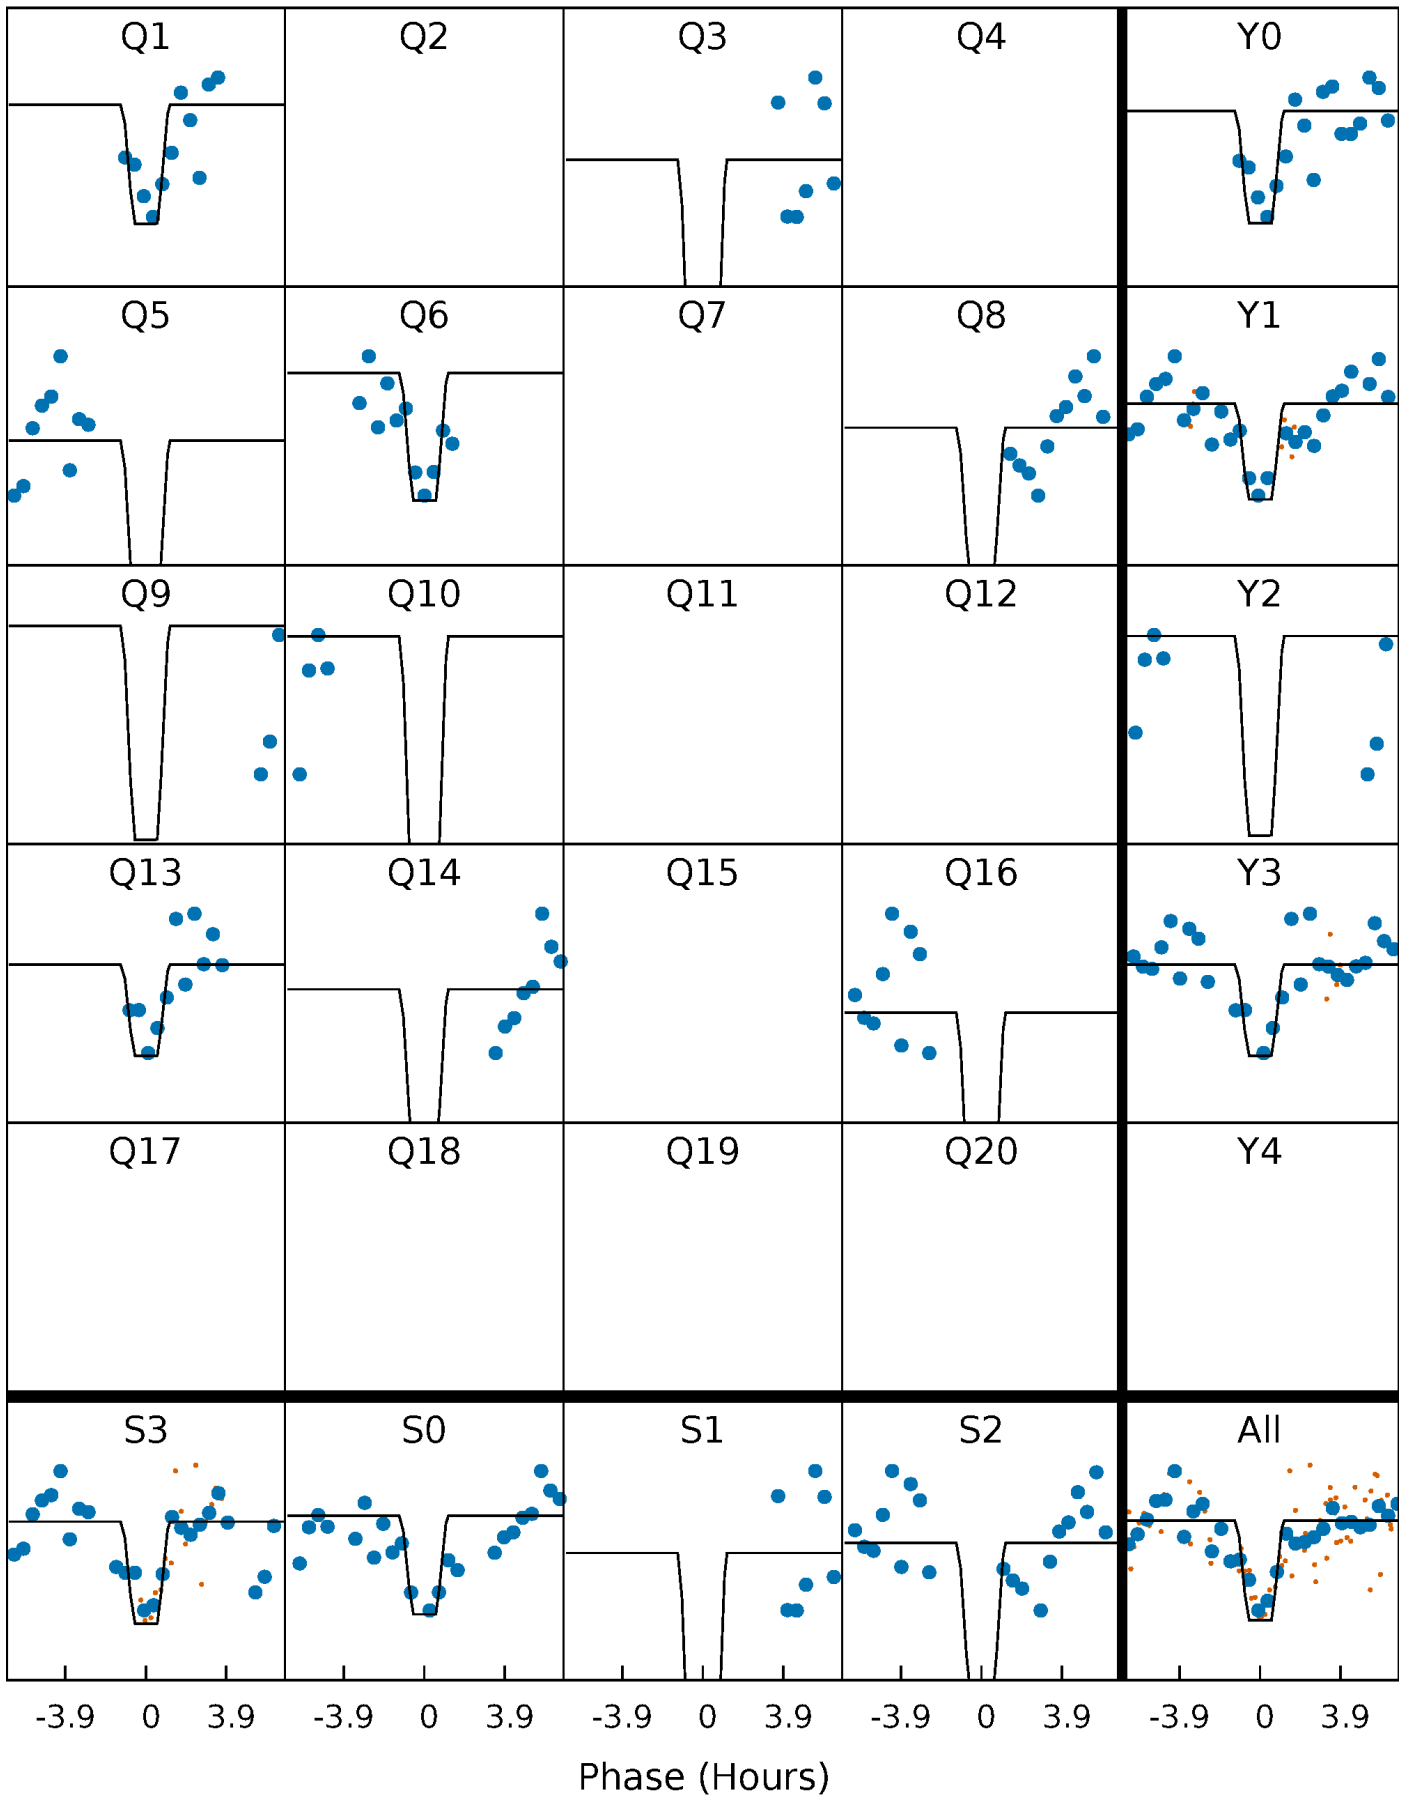 Q1 Q2 Q3 Q4 Y0
Q5 Q6 Q7 Q8 Y1
Q9 Q10 Q11 Q12 Y2
Q13 Q14 Q15 Q16 Y3
Q17 Q18 Q19 Q20 Y4
S3 S0 S1 S2 All
-3.9 0 3.9 -3.9 0 3.9 -3.9 0 3.9 -3.9 0 3.9 -3.9 0 3.9
Phase (Hours)